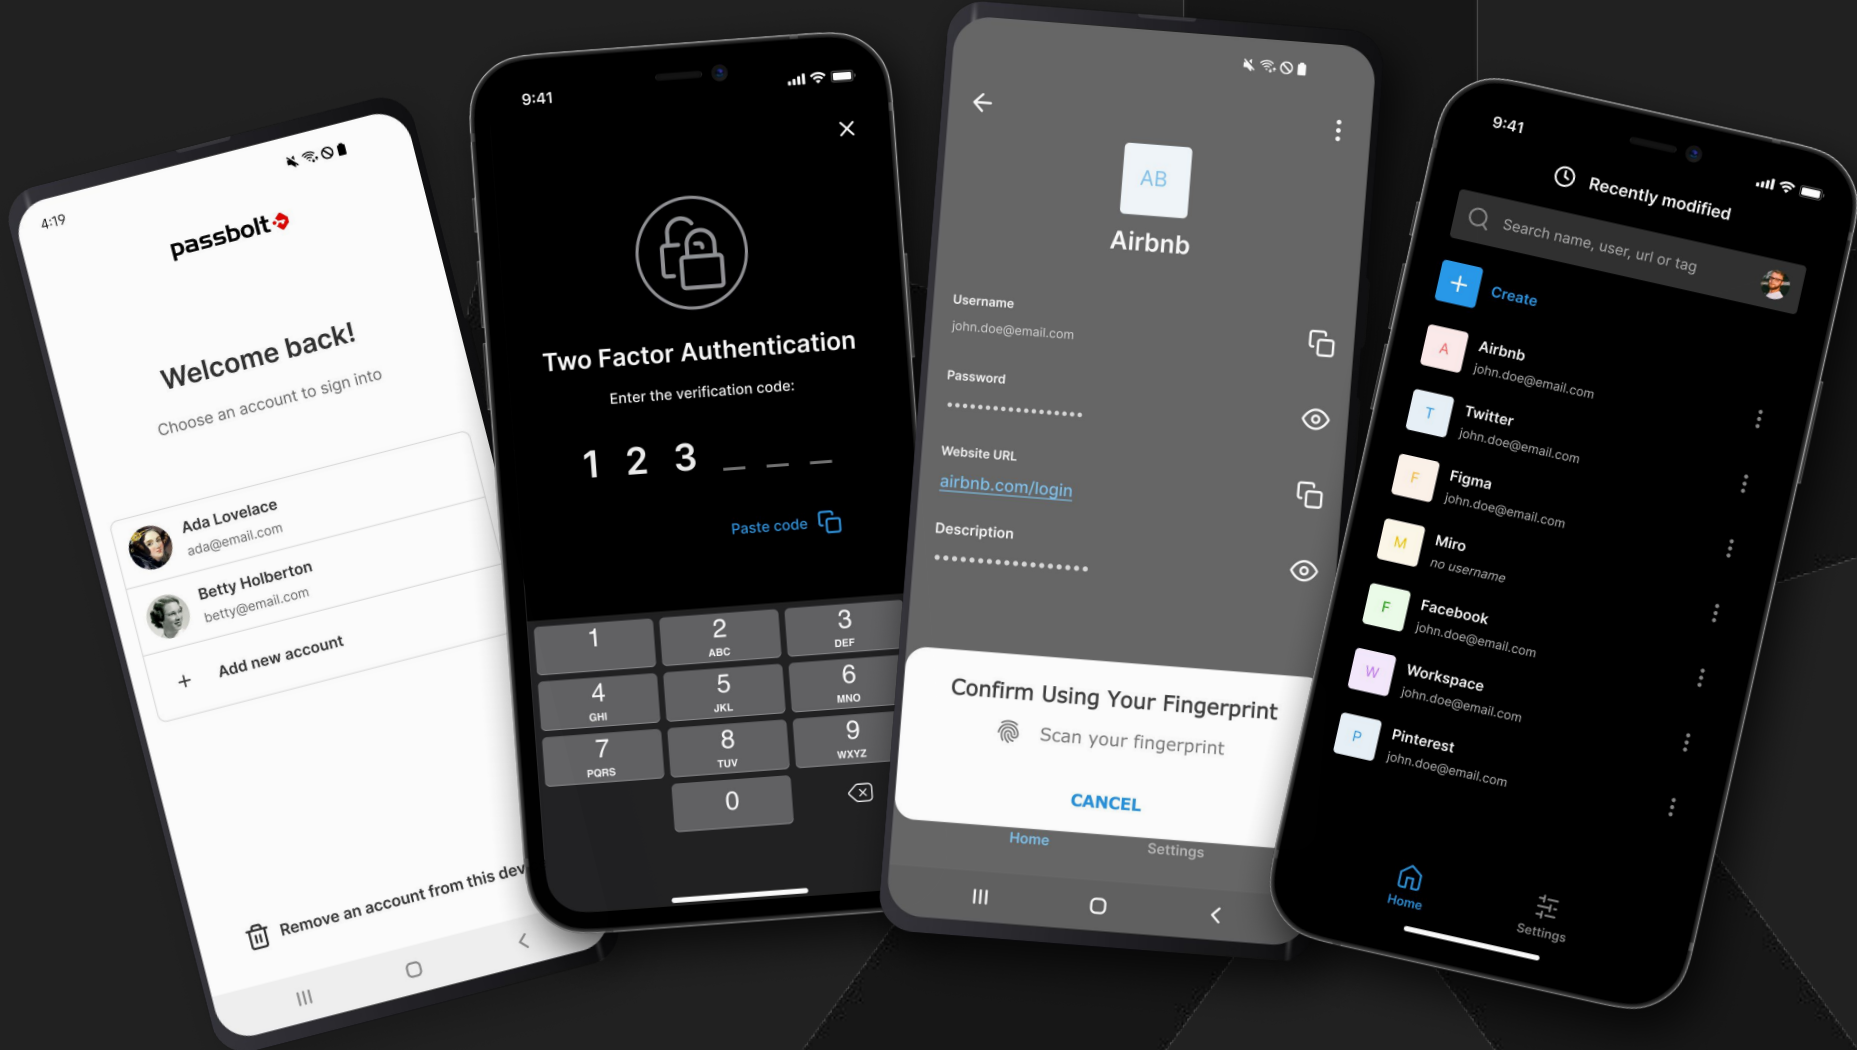 4:19
passbolt
Welcome back!
Choose an account to sign into
Ada Lovelace
ada@email.com
Betty Holberton
betty@email.com
Add new account
Remove an account from this dev
9:41
Two Factor Authentication
Enter the verification code:
1 2 3 _ _ _
Paste code
1
2
ABC
3
DEF
4
GHI
5
JKL
6
MNO
7
PQRS
8
TUV
9
WXYZ
0
AB
Airbnb
Username
john.doe@email.com
Password
Website URL
airbnb.com/login
Description
Confirm Using Your Fingerprint
Scan your fingerprint
CANCEL
Home
Settings
9:41
Recently modified
Search name, user, url or tag
Create
A
Airbnb
john.doe@email.com
T
Twitter
john.doe@email.com
F
Figma
john.doe@email.com
M
Miro
no username
F
Facebook
john.doe@email.com
W
Workspace
john.doe@email.com
P
Pinterest
john.doe@email.com
Home
Settings